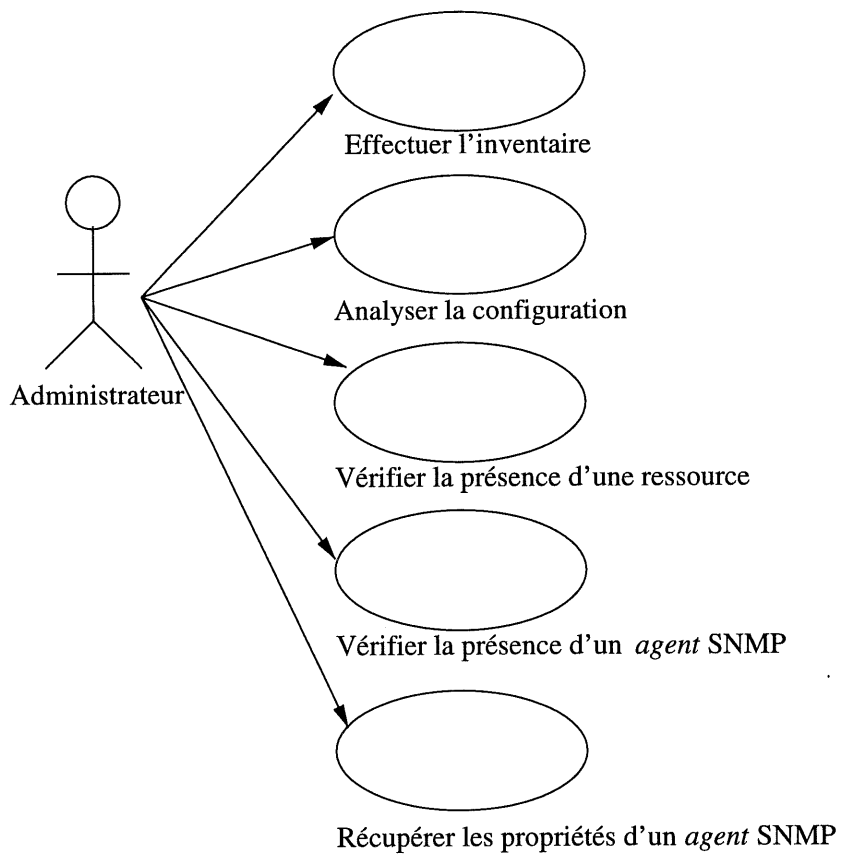 Effectuer l'inventaire
Analyser la configuration
Administrateur
Vérifier la présence d'une ressource
Vérifier la présence d'un agent SNMP
Récupérer les propriétés d'un agent SNMP